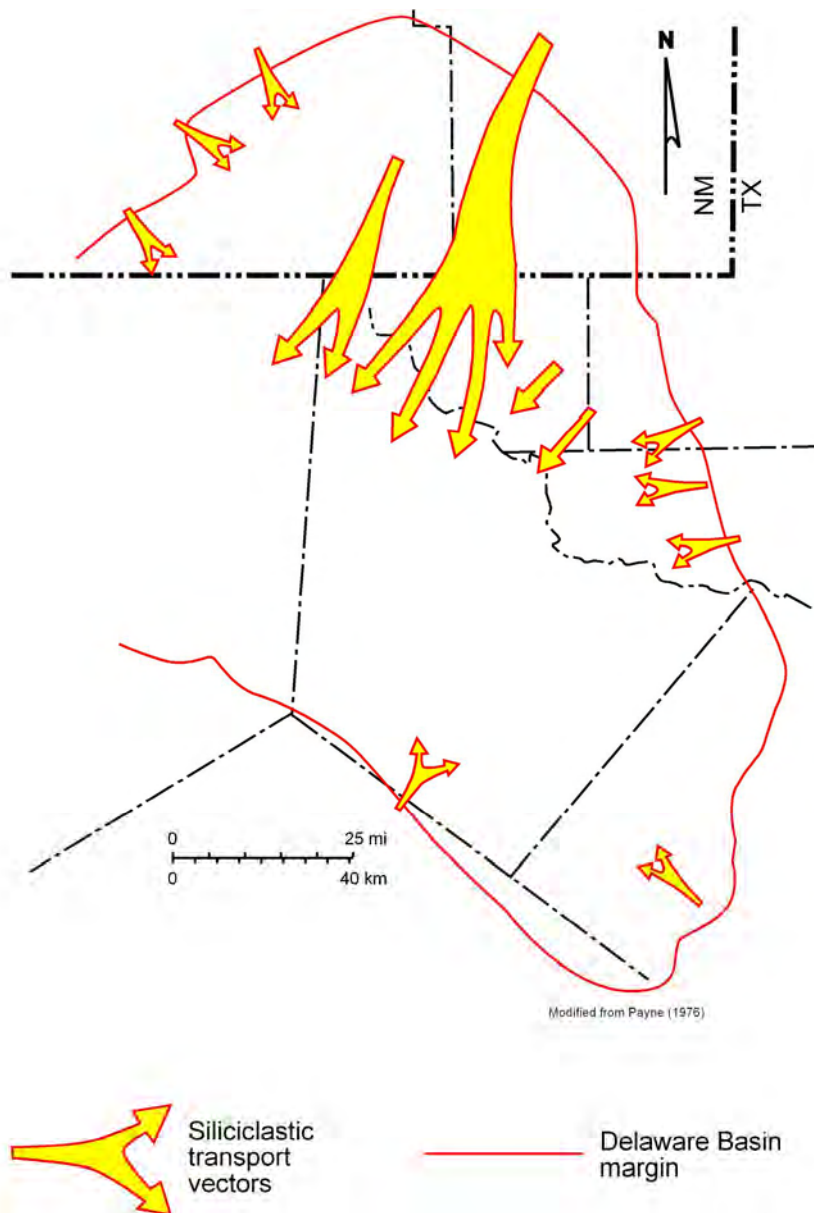 N
NM
TX
0 25 mi
0 40 km
Modified from Payne (1976)
Siliciclastic
transport
vectors
Delaware Basin
margin